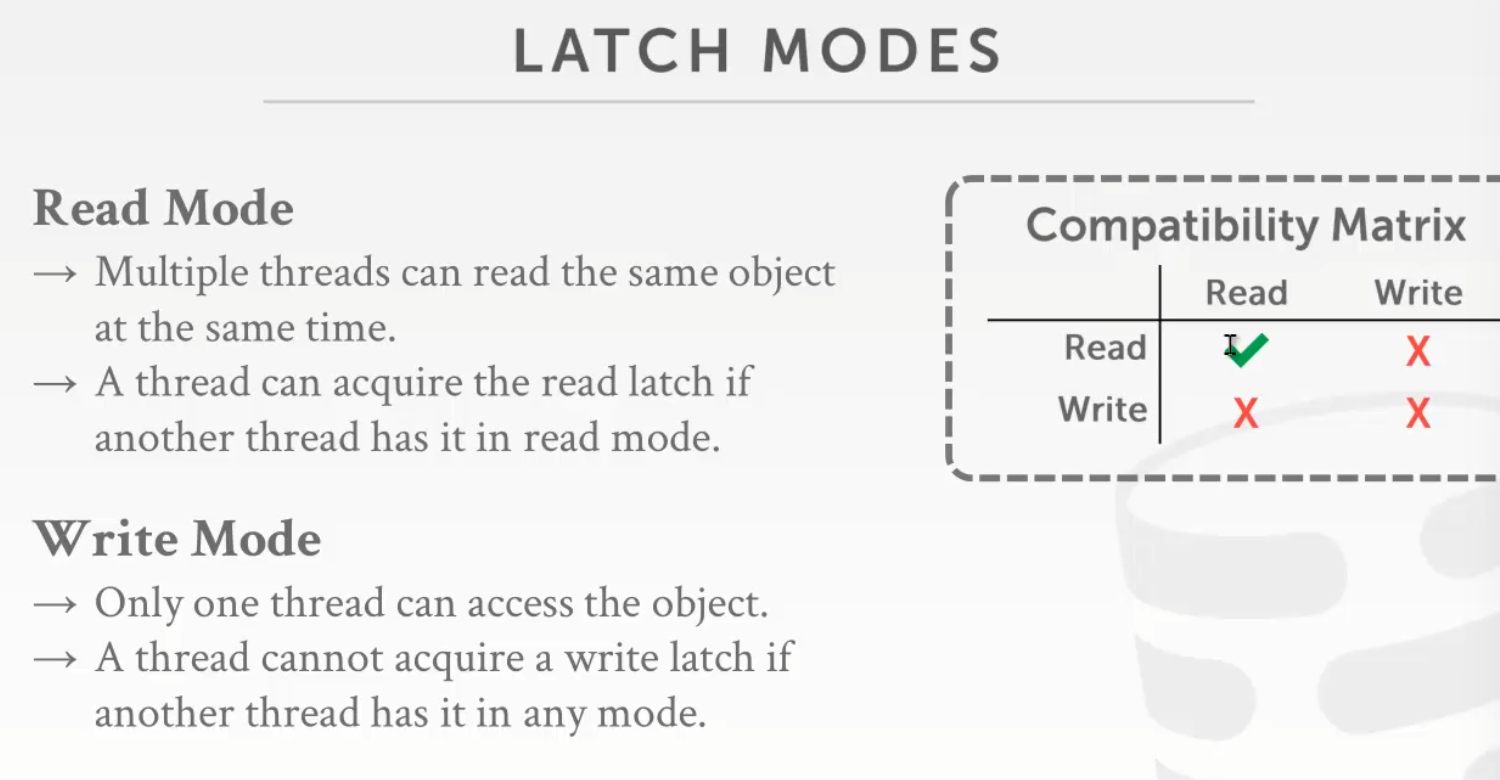 LATCH MODES
Read Mode
→ Multiple threads can read the same object
at the same time.
→ A thread can acquire the read latch if
another thread has it in read mode.
Write Mode
→ Only one thread can access the object.
→ A thread cannot acquire a write latch if
another thread has it in any mode.
Compatibility Matrix
Read Write
Read ✔ X
Write X X